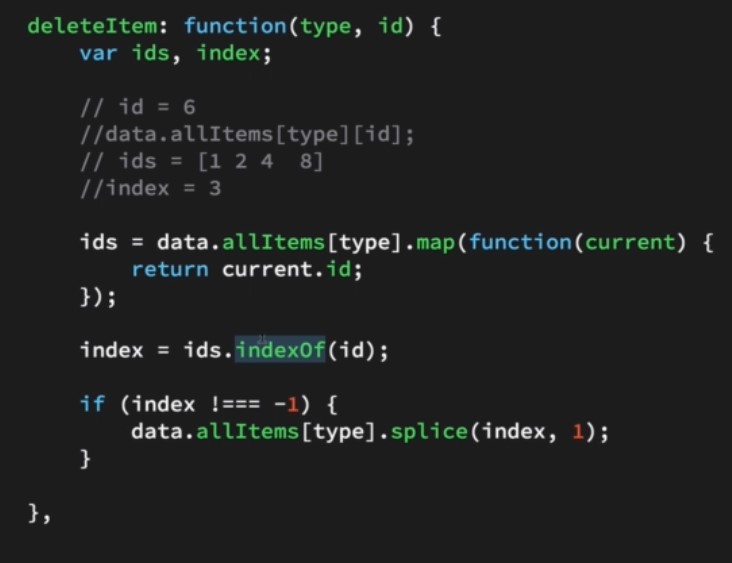 deleteItem: function(type, id) {
    var ids, index;

    // id = 6
    //data.allItems[type][id];
    // ids = [1 2 4  8]
    //index = 3

    ids = data.allItems[type].map(function(current) {
        return current.id;
    });

    index = ids.indexOf(id);

    if (index !=== -1) {
        data.allItems[type].splice(index, 1);
    }

},